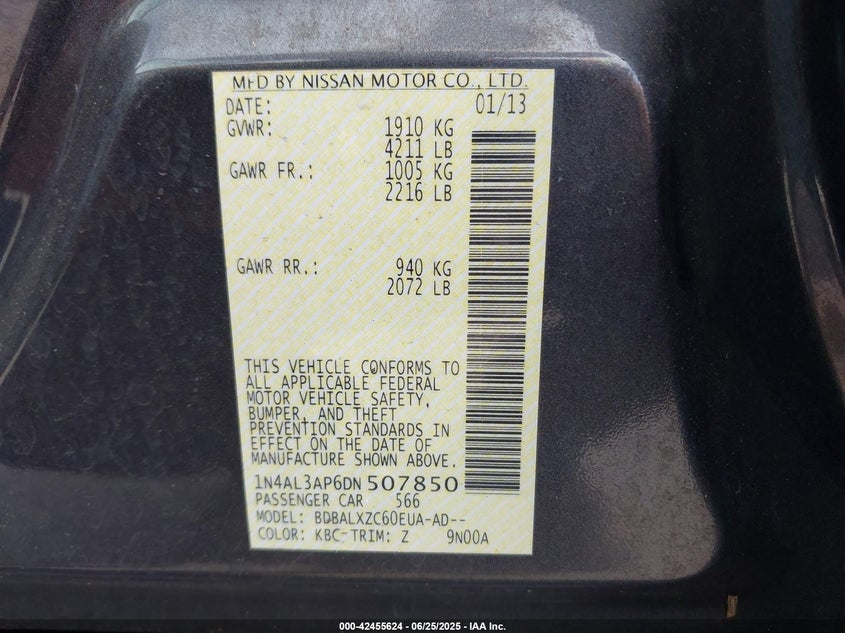 MFD BY NISSAN MOTOR CO., LTD.
DATE: 01/13
GVWR: 1910 KG
4211 LB
GAWR FR.: 1005 KG
2216 LB
GAWR RR.: 940 KG
2072 LB
THIS VEHICLE CONFORMS TO
ALL APPLICABLE FEDERAL
MOTOR VEHICLE SAFETY,
BUMPER, AND THEFT
PREVENTION STANDARDS IN
EFFECT ON THE DATE OF
MANUFACTURE SHOWN ABOVE.
1N4AL3AP6DN 507850
PASSENGER CAR 566
MODEL: BDBALXZC60EUA-AD--
COLOR: KBC-TRIM: Z 9N00A
000-42455624 - 06/25/2025 - IAA Inc.